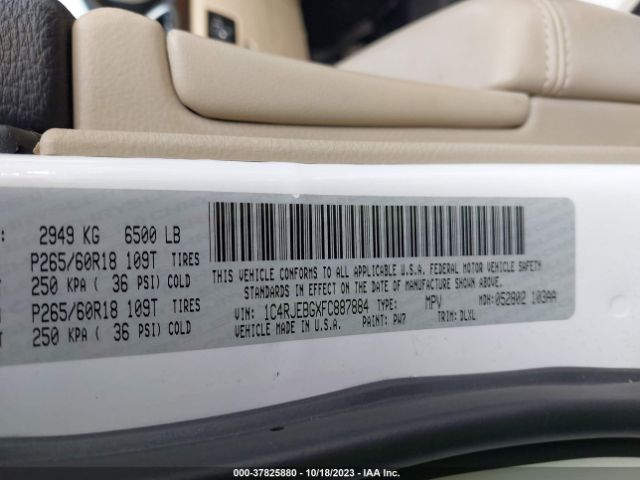 2949 KG 6500 LB
P265/60R18 109T TIRES
250 KPA ( 36 PSI) COLD
P265/60R18 109T TIRES
250 KPA ( 36 PSI) COLD
THIS VEHICLE CONFORMS TO ALL APPLICABLE U.S.A. FEDERAL MOTOR VEHICLE SAFETY
STANDARDS IN EFFECT ON THE DATE OF MANUFACTURE SHOWN ABOVE.
VIN: 1C4RJEBGXFC887884 TYPE: MPV MDH: 052802 103AA
VEHICLE MADE IN U.S.A. PAINT: PW7 TRIM: DLXL
000-37825880 | 10/18/2023 | IAAI.com